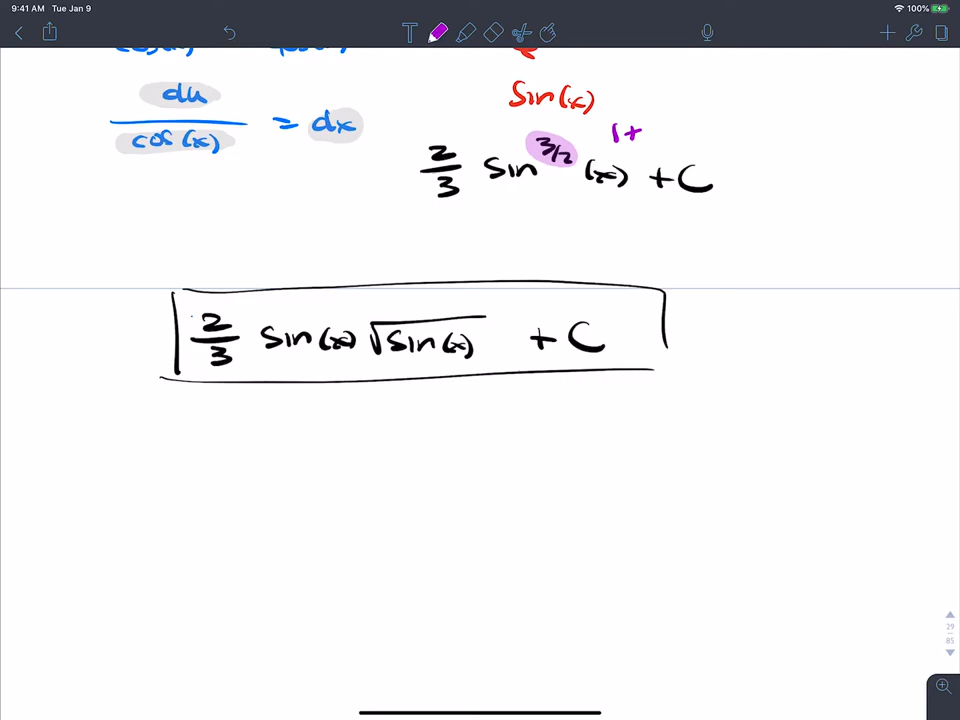 9:41 AM Tue Jan 9
100%
T
sin(x)
du/cos(x) = dx
1+
2/3 sin^3/2 (x) + C
2/3 sin(x) √sin(x) + C
29
85